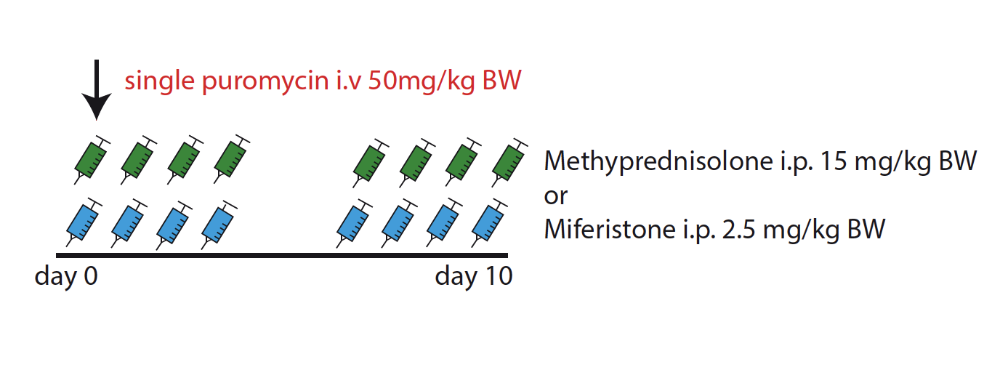 single puromycin i.v 50mg/kg BW
Methyprednisolone i.p. 15 mg/kg BW
or
Miferistone i.p. 2.5 mg/kg BW
day 0
day 10